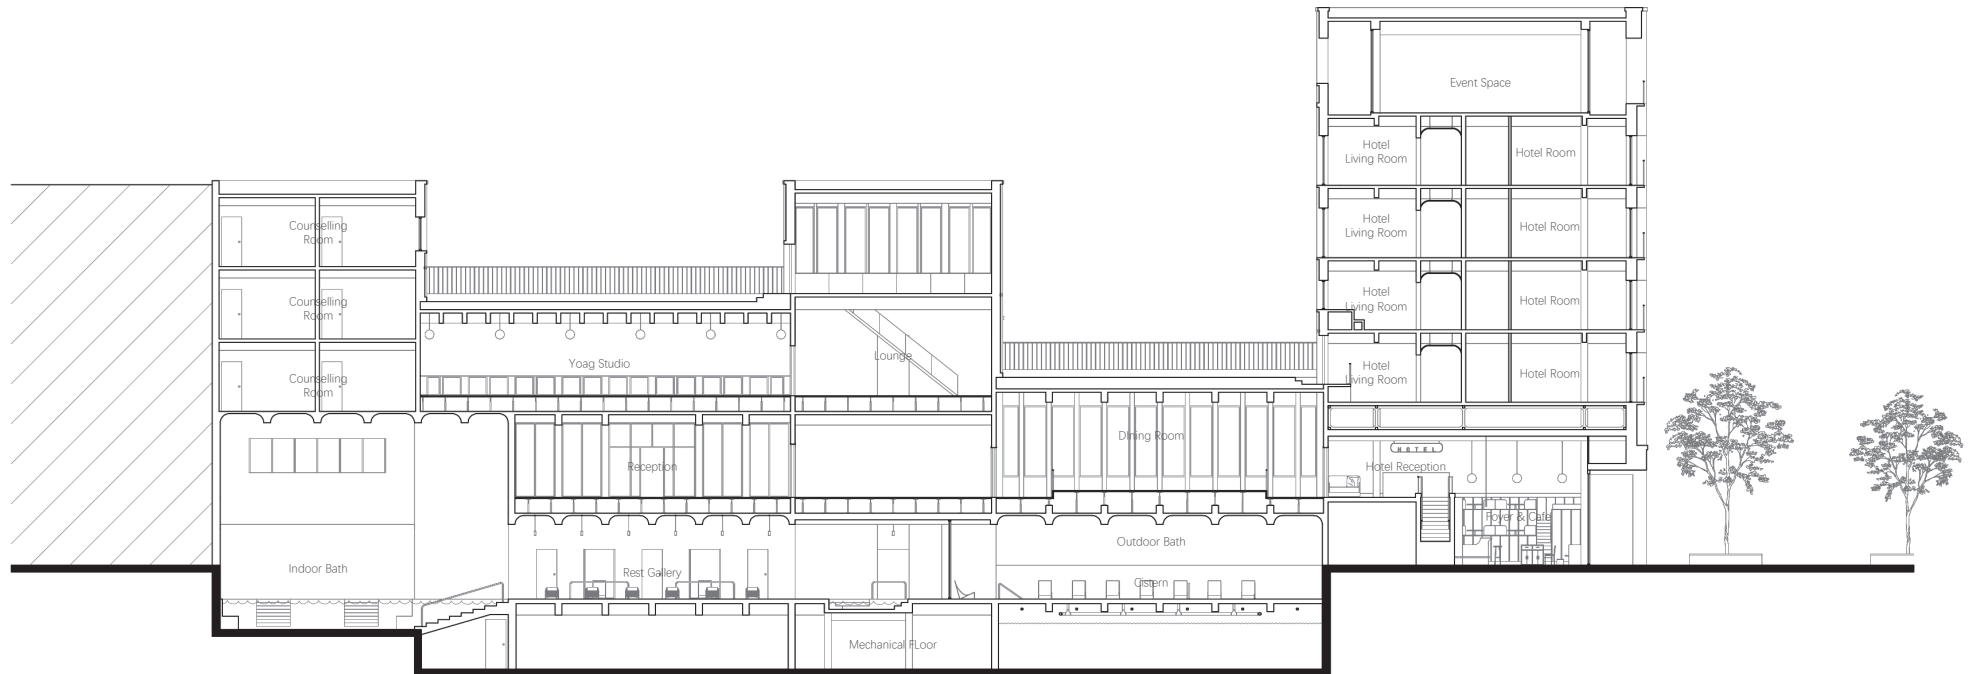 Event Space
Hotel
Living Room
Hotel Room
Hotel
Living Room
Hotel Room
Hotel
Living Room
Hotel Room
Hotel
Living Room
Hotel Room
Counselling
Room
Counselling
Room
Counselling
Room
Yoag Studio
Lounge
Reception
DIning Room
HOTEL
Hotel Reception
Foyer & Cafe
Indoor Bath
Rest Gallery
Outdoor Bath
Cistern
Mechanical FLoor